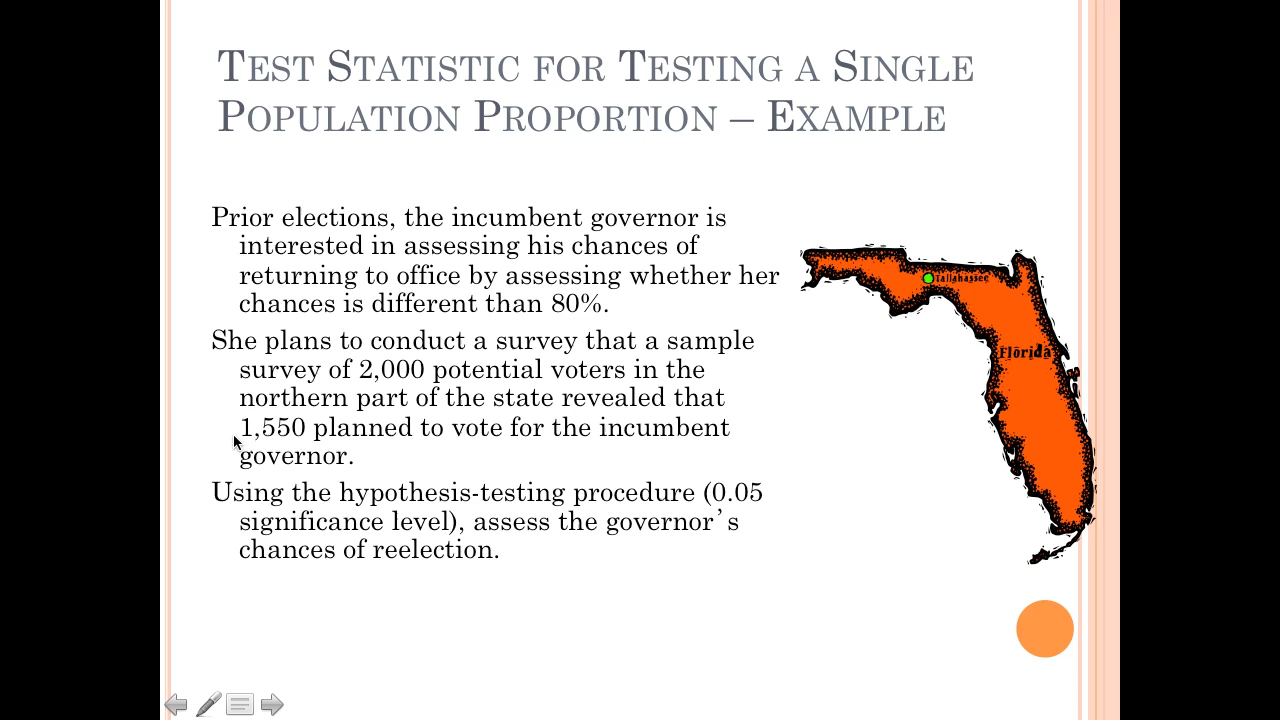 Test Statistic for Testing a Single
Population Proportion – Example
Prior elections, the incumbent governor is
interested in assessing his chances of
returning to office by assessing whether her
chances is different than 80%.
She plans to conduct a survey that a sample
survey of 2,000 potential voters in the
northern part of the state revealed that
1,550 planned to vote for the incumbent
governor.
Using the hypothesis-testing procedure (0.05
significance level), assess the governor’s
chances of reelection.
Tallahassee
Florida